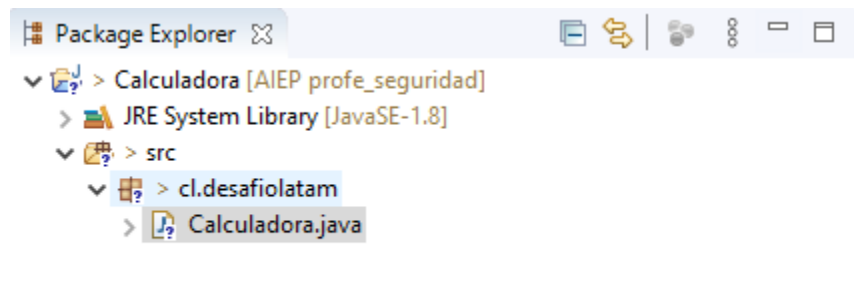 Package Explorer
> Calculadora [AIEP profe_seguridad]
JRE System Library [JavaSE-1.8]
> src
> cl.desafiolatam
Calculadora.java